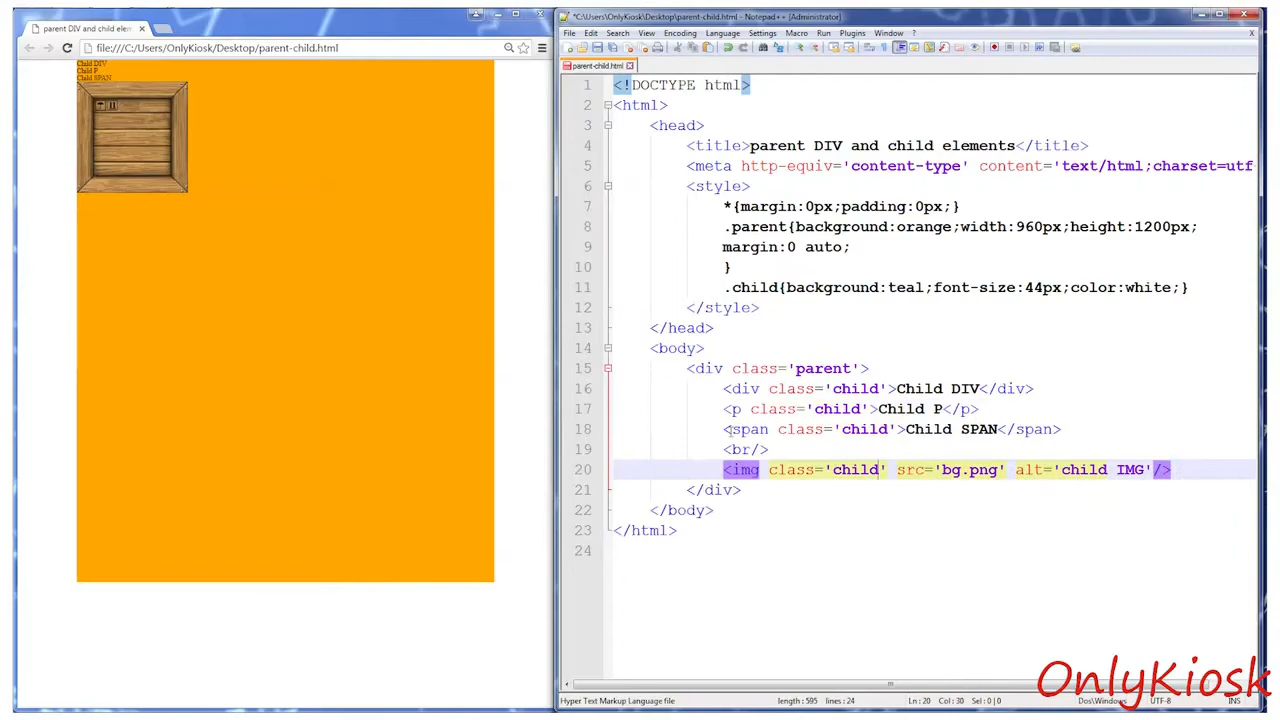 parent DIV and child elem
file:///C:/Users/OnlyKiosk/Desktop/parent-child.html
Child DIV
Child P
Child SPAN
*C:\Users\OnlyKiosk\Desktop\parent-child.html - Notepad++ [Administrator]
File Edit Search View Encoding Language Settings Macro Run Plugins Window ? X
parent-child.html
1 <!DOCTYPE html>
2 <html>
3 <head>
4 <title>parent DIV and child elements</title>
5 <meta http-equiv='content-type' content='text/html;charset=utf
6 <style>
7 *{margin:0px;padding:0px;}
8 .parent{background:orange;width:960px;height:1200px;
9 margin:0 auto;
10 }
11 .child{background:teal;font-size:44px;color:white;}
12 </style>
13 </head>
14 <body>
15 <div class='parent'>
16 <div class='child'>Child DIV</div>
17 <p class='child'>Child P</p>
18 <span class='child'>Child SPAN</span>
19 <br/>
20 <img class='child' src='bg.png' alt='child IMG'/>
21 </div>
22 </body>
23 </html>
24
OnlyKiosk
Hyper Text Markup Language file length : 595 lines : 24 Ln : 20 Col : 30 Sel : 0 | 0 Dos\Windows UTF-8 INS